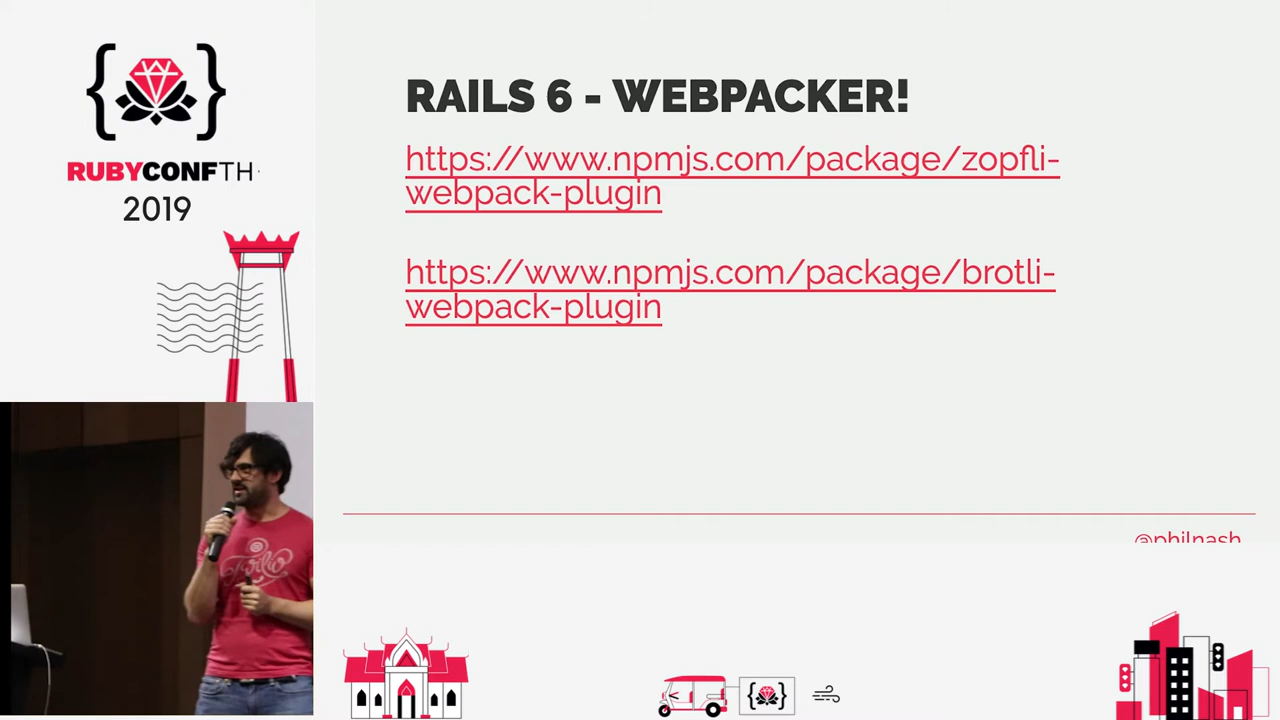 RUBYCONFTH
2019
RAILS 6 - WEBPACKER!
https://www.npmjs.com/package/zopfli-
webpack-plugin
https://www.npmjs.com/package/brotli-
webpack-plugin
@philnash
Twilio